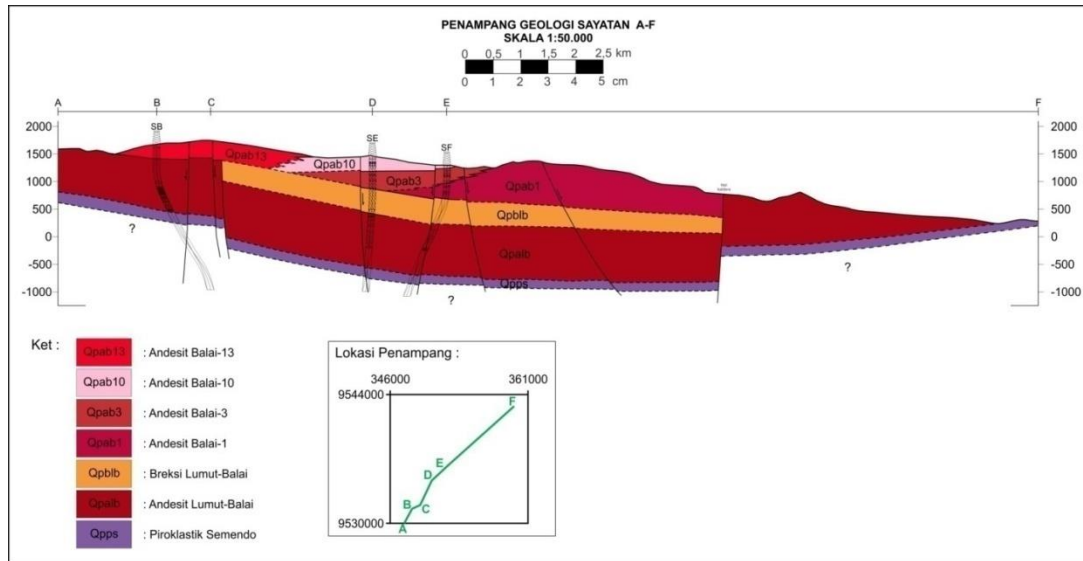 PENAMPANG GEOLOGI SAYATAN A-F
SKALA 1:50.000
0 0,5 1 1,5 2 2,5 km
0 1 2 3 4 5 cm
A B C D E F
SB SE SF
2000 2000
1500 1500
1000 1000
500 500
0 0
-500 -500
-1000 -1000
Qpab13 Qpab10 Qpab3 Qpab1
Qpblb
Qpalb
Qpps
? ? ?
Ket :
Qpab13 : Andesit Balai-13
Qpab10 : Andesit Balai-10
Qpab3 : Andesit Balai-3
Qpab1 : Andesit Balai-1
Qpblb : Breksi Lumut-Balai
Qpalb : Andesit Lumut-Balai
Qpps : Piroklastik Semendo
Lokasi Penampang :
346000 361000
9544000
F
E
D
B
C
9530000
A